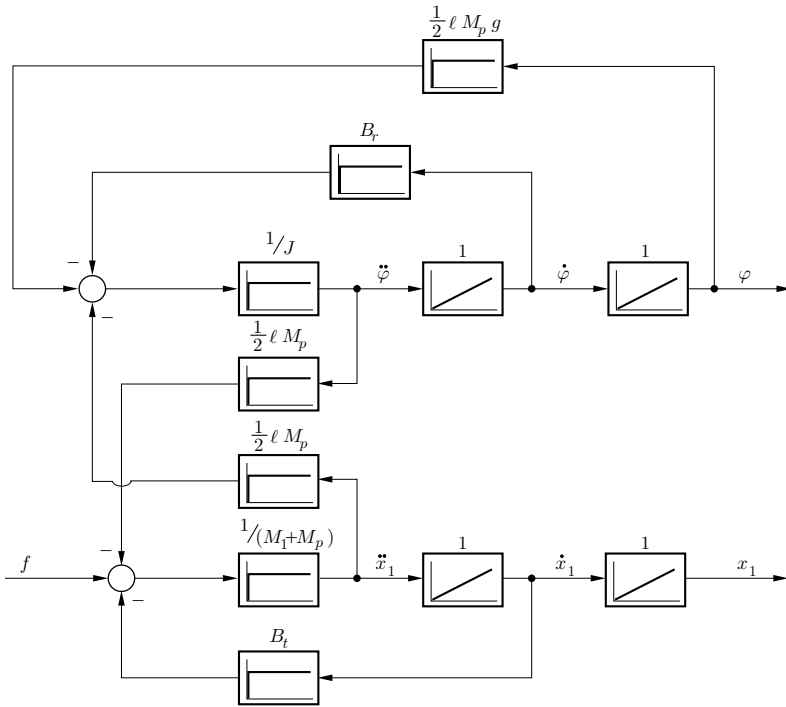 ½ ℓ M_p g
B_r
1/J
φ̈
1
φ̇
1
φ
−
−
½ ℓ M_p
½ ℓ M_p
1/(M_1+M_p)
f
−
−
ẍ_1
1
ẋ_1
1
x_1
B_t